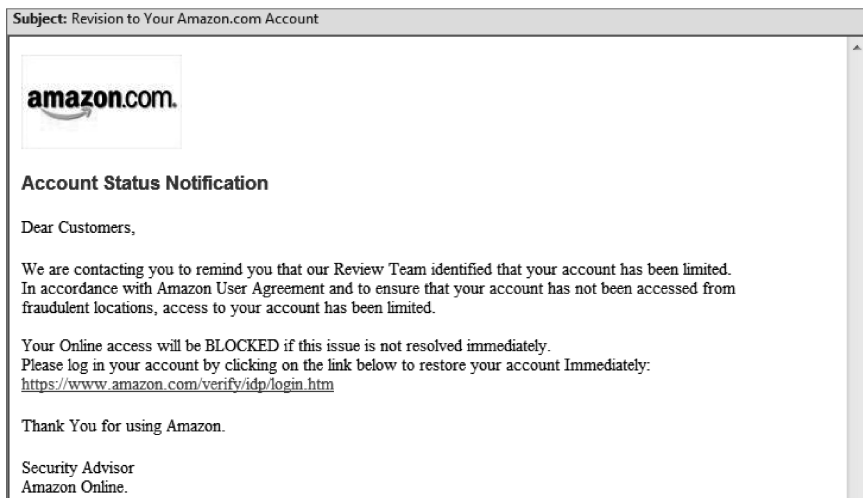 Subject: Revision to Your Amazon.com Account
amazon.com.
Account Status Notification
Dear Customers,
We are contacting you to remind you that our Review Team identified that your account has been limited.
In accordance with Amazon User Agreement and to ensure that your account has not been accessed from
fraudulent locations, access to your account has been limited.
Your Online access will be BLOCKED if this issue is not resolved immediately.
Please log in your account by clicking on the link below to restore your account Immediately:
https://www.amazon.com/verify/idp/login.htm
Thank You for using Amazon.
Security Advisor
Amazon Online.